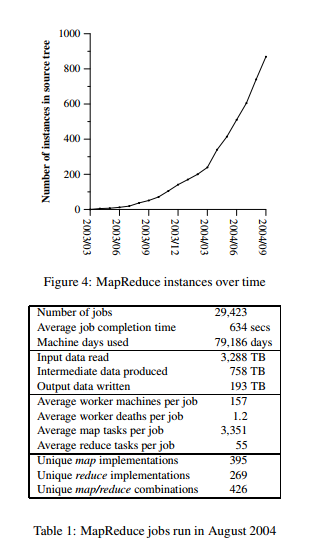 1000
800
600
400
200
0
Number of instances in source tree
2003/03
2003/06
2003/09
2003/12
2004/03
2004/06
2004/09
Figure 4: MapReduce instances over time
Number of jobs 29,423
Average job completion time 634 secs
Machine days used 79,186 days
Input data read 3,288 TB
Intermediate data produced 758 TB
Output data written 193 TB
Average worker machines per job 157
Average worker deaths per job 1.2
Average map tasks per job 3,351
Average reduce tasks per job 55
Unique map implementations 395
Unique reduce implementations 269
Unique map/reduce combinations 426
Table 1: MapReduce jobs run in August 2004